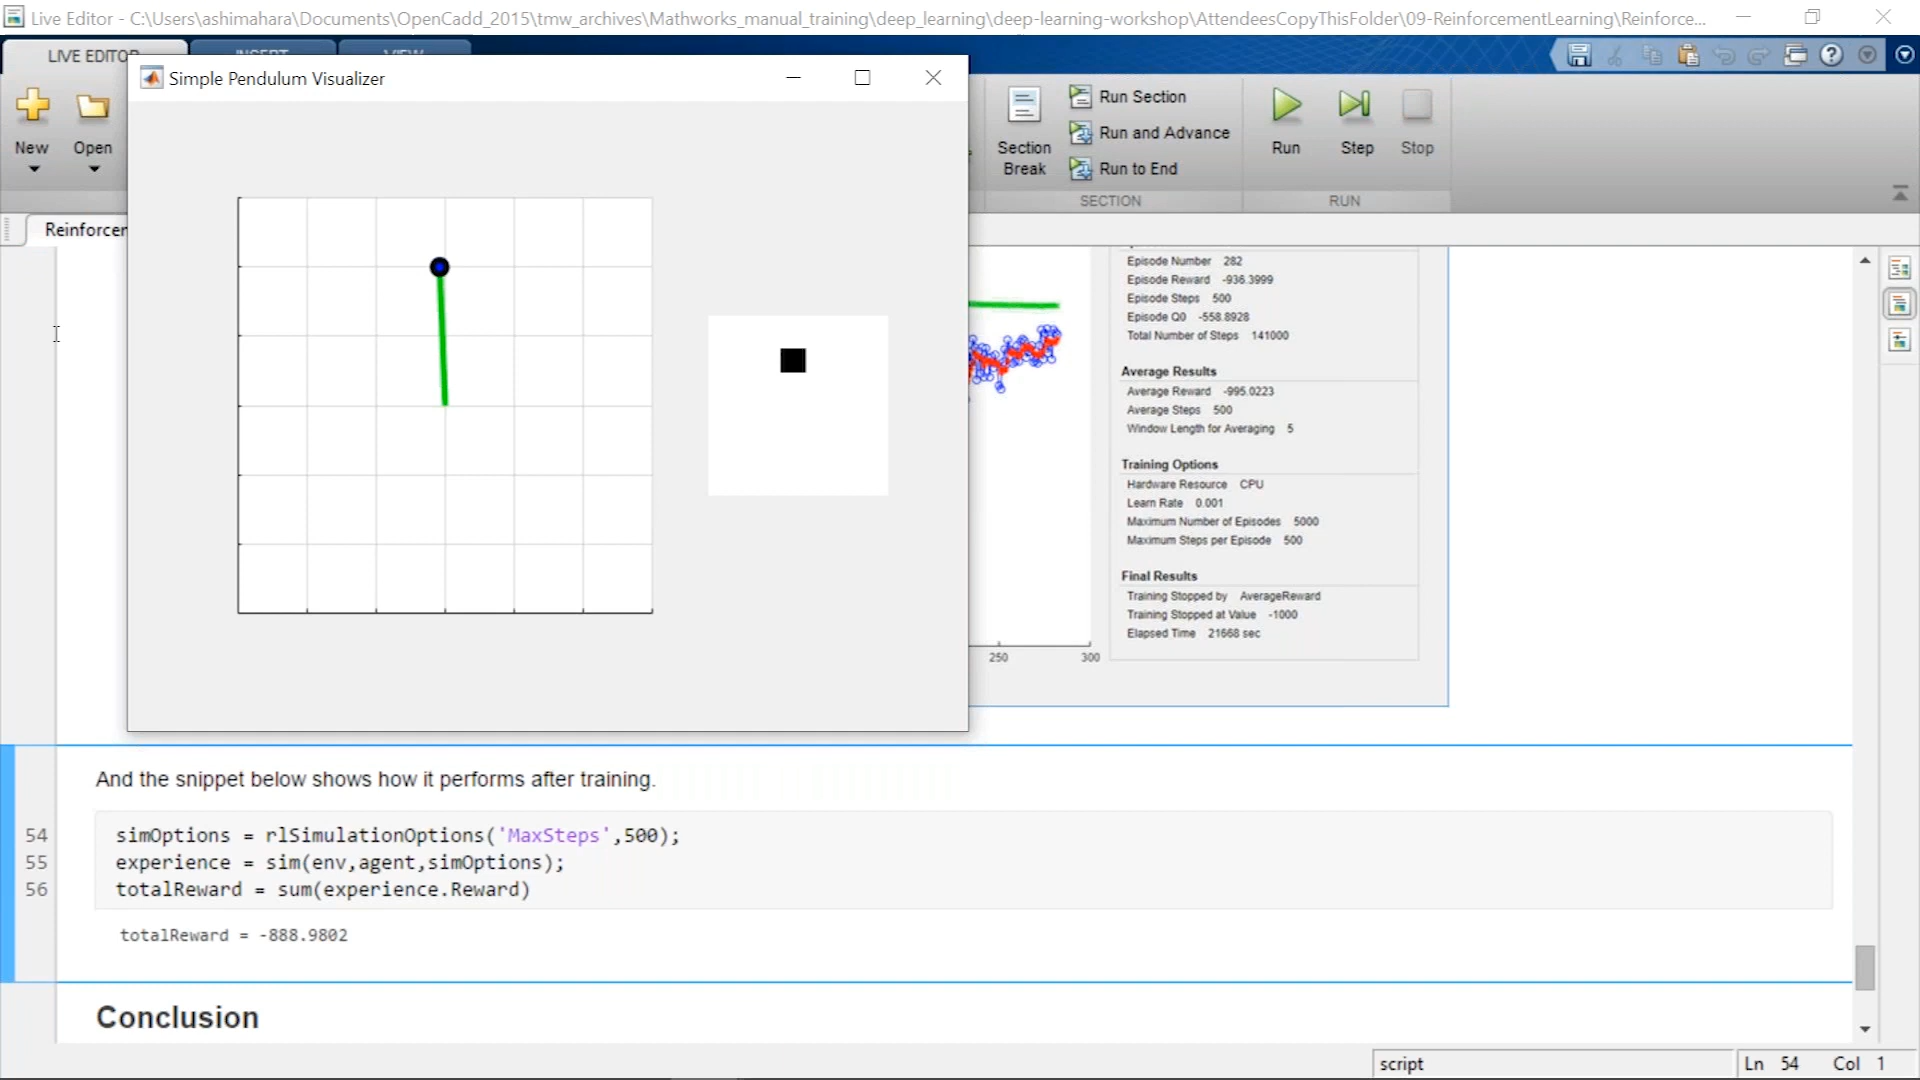 Live Editor - C:\Users\ashimahara\Documents\OpenCadd_2015\tmw_archives\Mathworks_manual_training\deep_learning\deep-learning-workshop\AttendeesCopyThisFolder\09-ReinforcementLearning\Reinforce...
LIVE EDITOR
INSERT
VIEW
Simple Pendulum Visualizer
New
Open
Section Break
Run Section
Run and Advance
Run to End
SECTION
Run
Step
Stop
RUN
Reinforcer
Episode Number 282
Episode Reward -936.3999
Episode Steps 500
Episode Q0 -558.8928
Total Number of Steps 141000
Average Results
Average Reward -995.0223
Average Steps 500
Window Length for Averaging 5
Training Options
Hardware Resource CPU
Learn Rate 0.001
Maximum Number of Episodes 5000
Maximum Steps per Episode 500
Final Results
Training Stopped by AverageReward
Training Stopped at Value -1000
Elapsed Time 21668 sec
250 300
And the snippet below shows how it performs after training.
54 simOptions = rlSimulationOptions('MaxSteps',500);
55 experience = sim(env,agent,simOptions);
56 totalReward = sum(experience.Reward)
totalReward = -888.9802
Conclusion
script Ln 54 Col 1